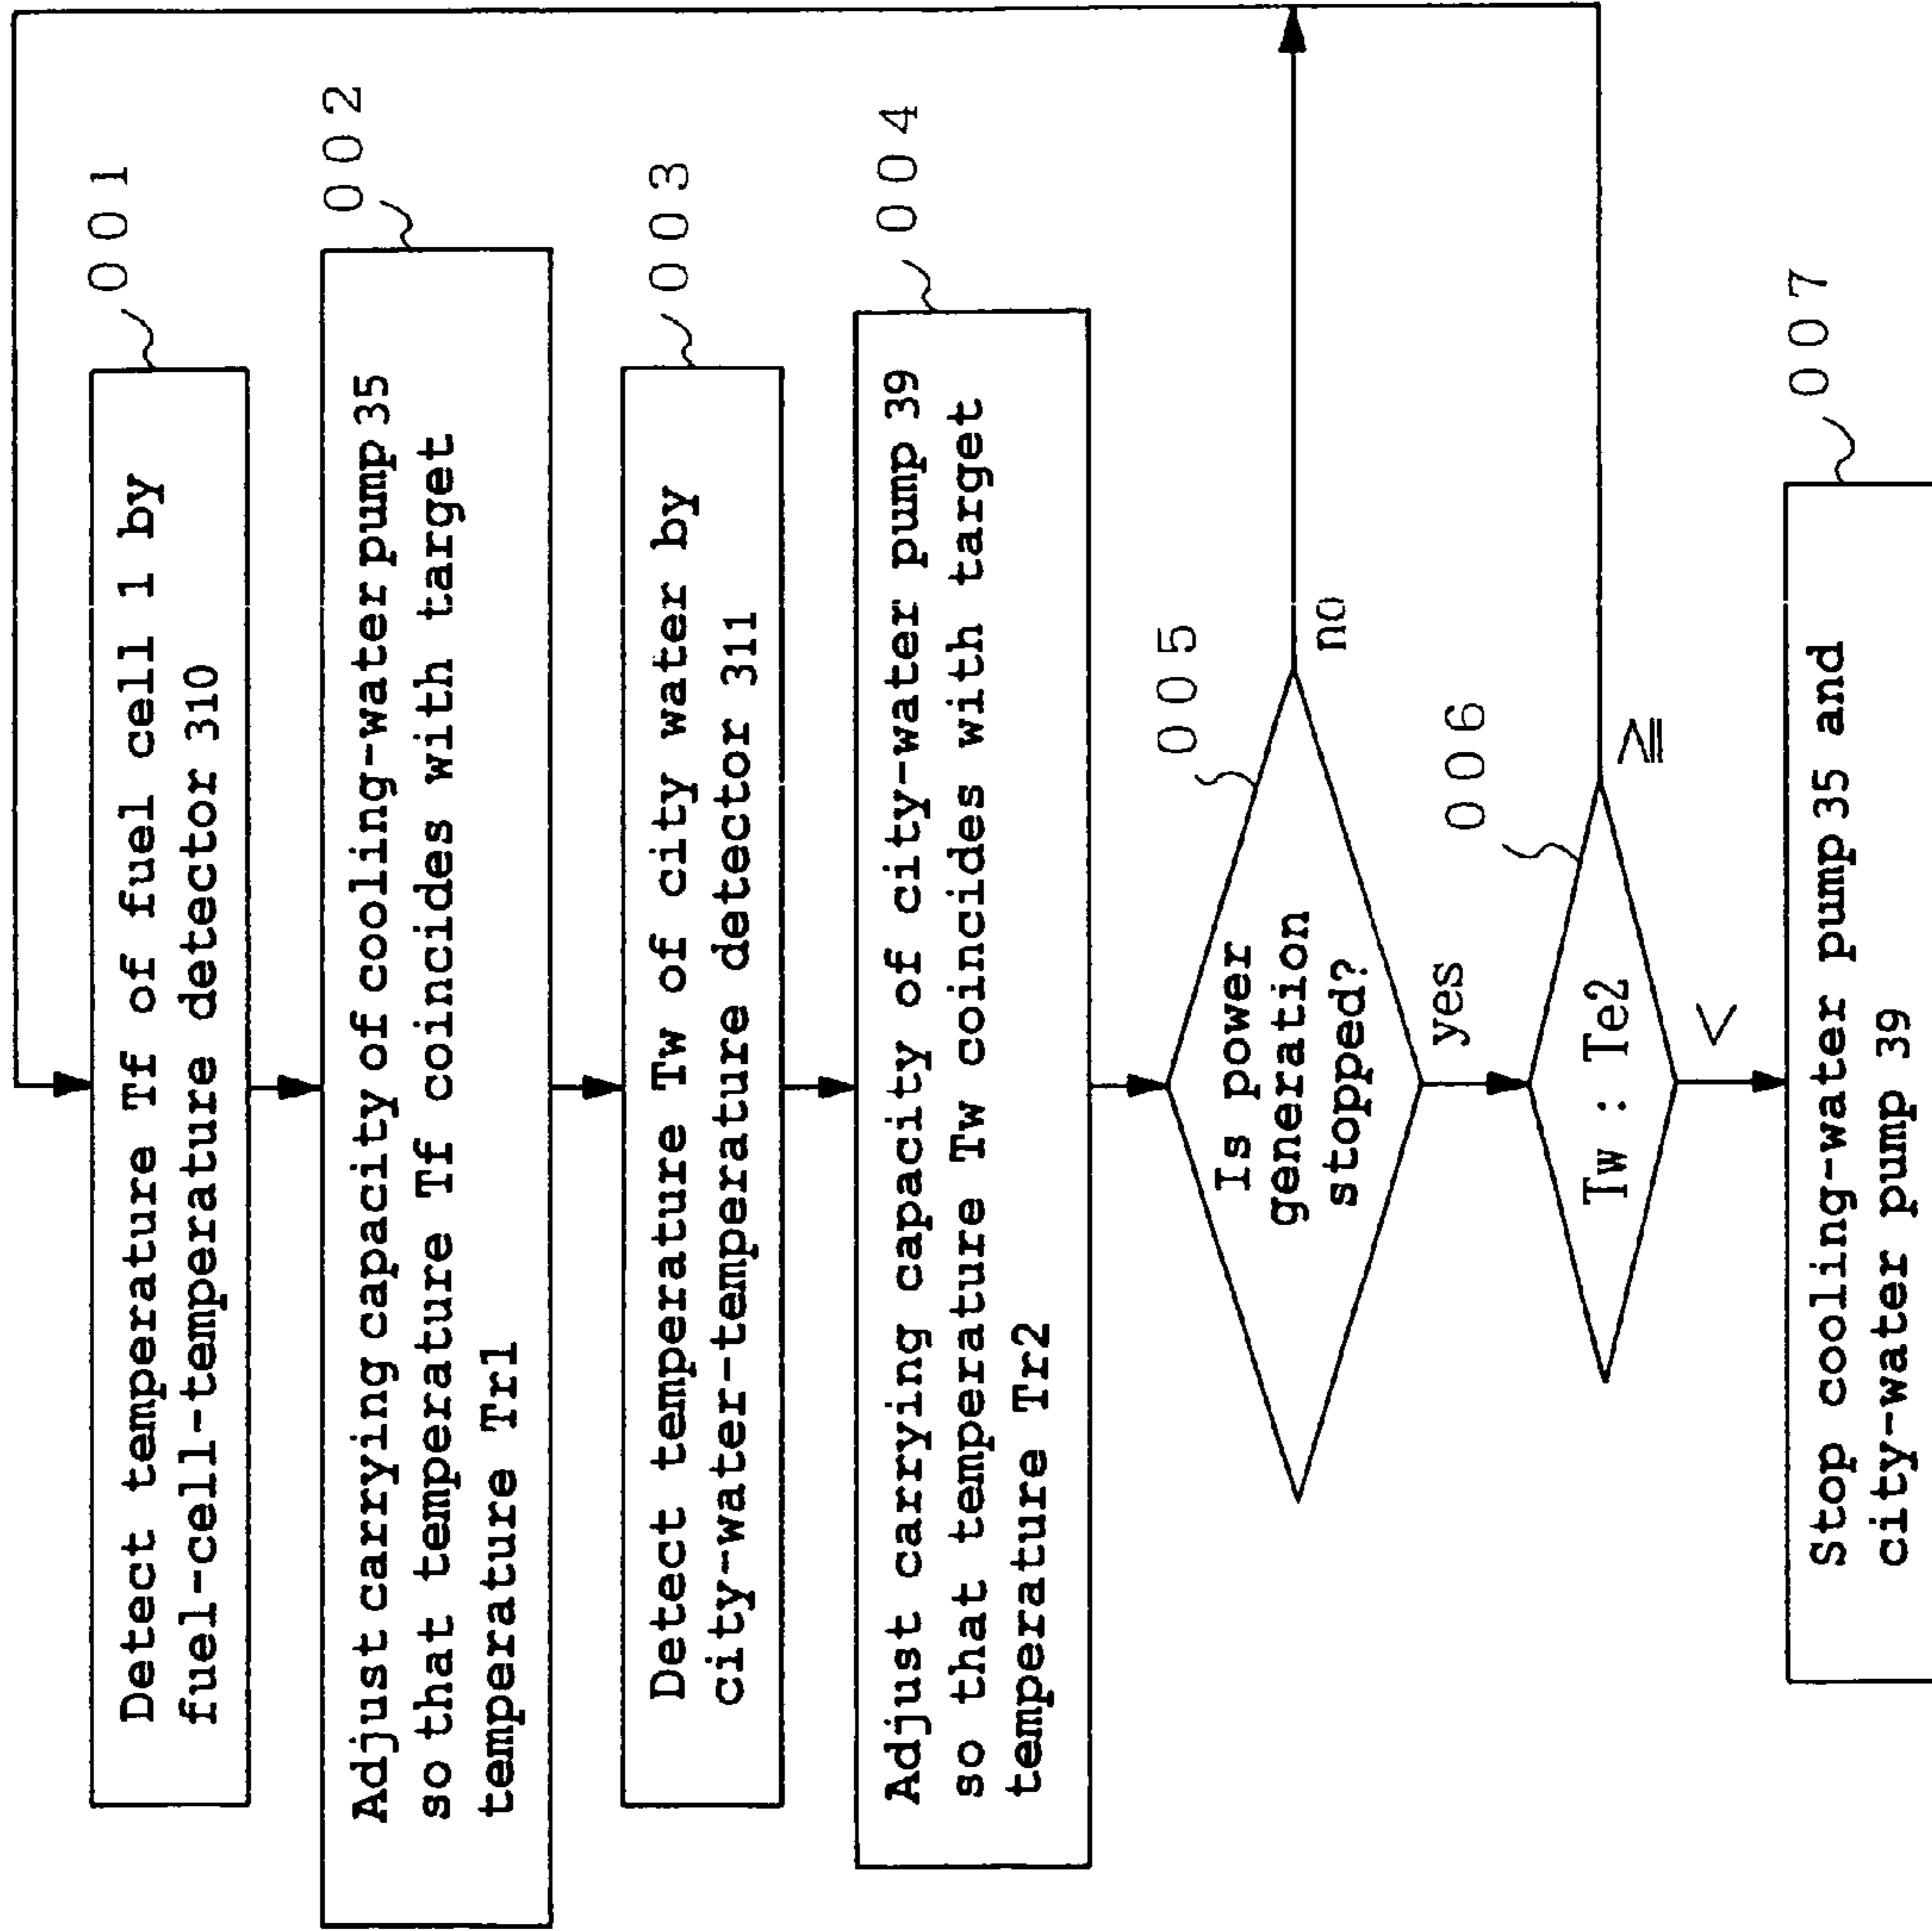 001
Detect temperature Tf of fuel cell 1 by
fuel-cell-temperature detector 310
002
Adjust carrying capacity of cooling-water pump 35
so that temperature Tf coincides with target
temperature Tr1
003
Detect temperature Tw of city water by
city-water-temperature detector 311
004
Adjust carrying capacity of city-water pump 39
so that temperature Tw coincides with target
temperature Tr2
005
Is power
generation
stopped?
no
yes
006
Tw : Te2
≧
<
007
Stop cooling-water pump 35 and
city-water pump 39